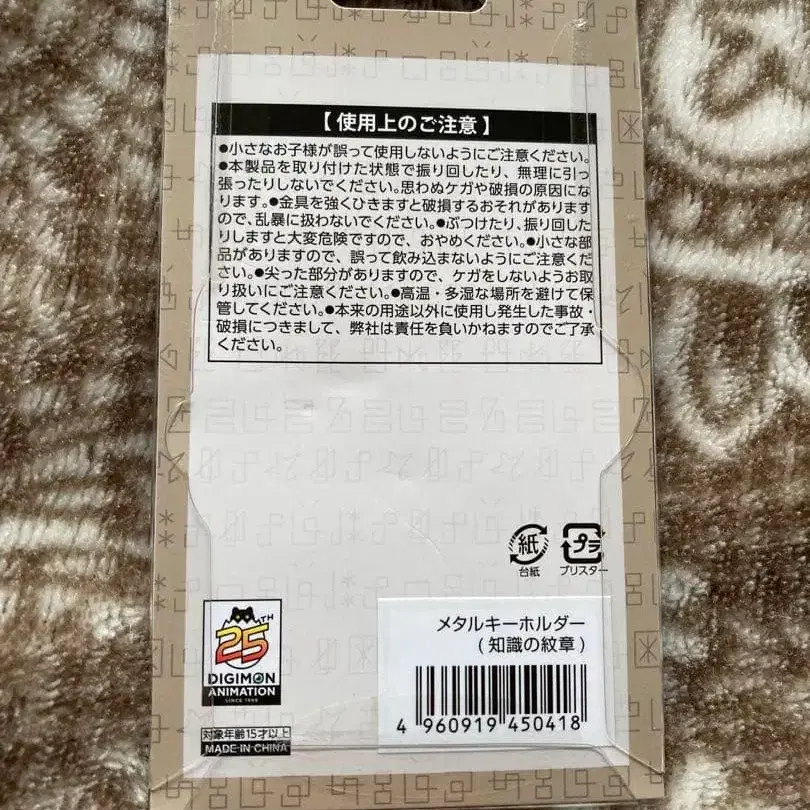 【使用上のご注意】
●小さなお子様が誤って使用しないようにご注意ください。
●本製品を取り付けた状態で振り回したり、無理に引っ
張ったりしないでください。思わぬケガや破損の原因にな
ります。●金具を強くひきますと破損するおそれがあります
ので、乱暴に扱わないでください。●ぶつけたり、振り回した
りしますと大変危険ですので、おやめください。●小さな部
品がありますので、誤って飲み込まないようにご注意くだ
さい。●尖った部分がありますので、ケガをしないようお取
り扱いにご注意ください。●高温・多湿な場所を避けて保
管してください。●本来の用途以外に使用し発生した事故・
破損につきまして、弊社は責任を負いかねますのでご了承
ください。
紙
台紙
プラ
ブリスター
25TH
DIGIMON
ANIMATION
SINCE 1999
メタルキーホルダー
(知識の紋章)
4 960919 450418
対象年齢15才以上
MADE IN CHINA